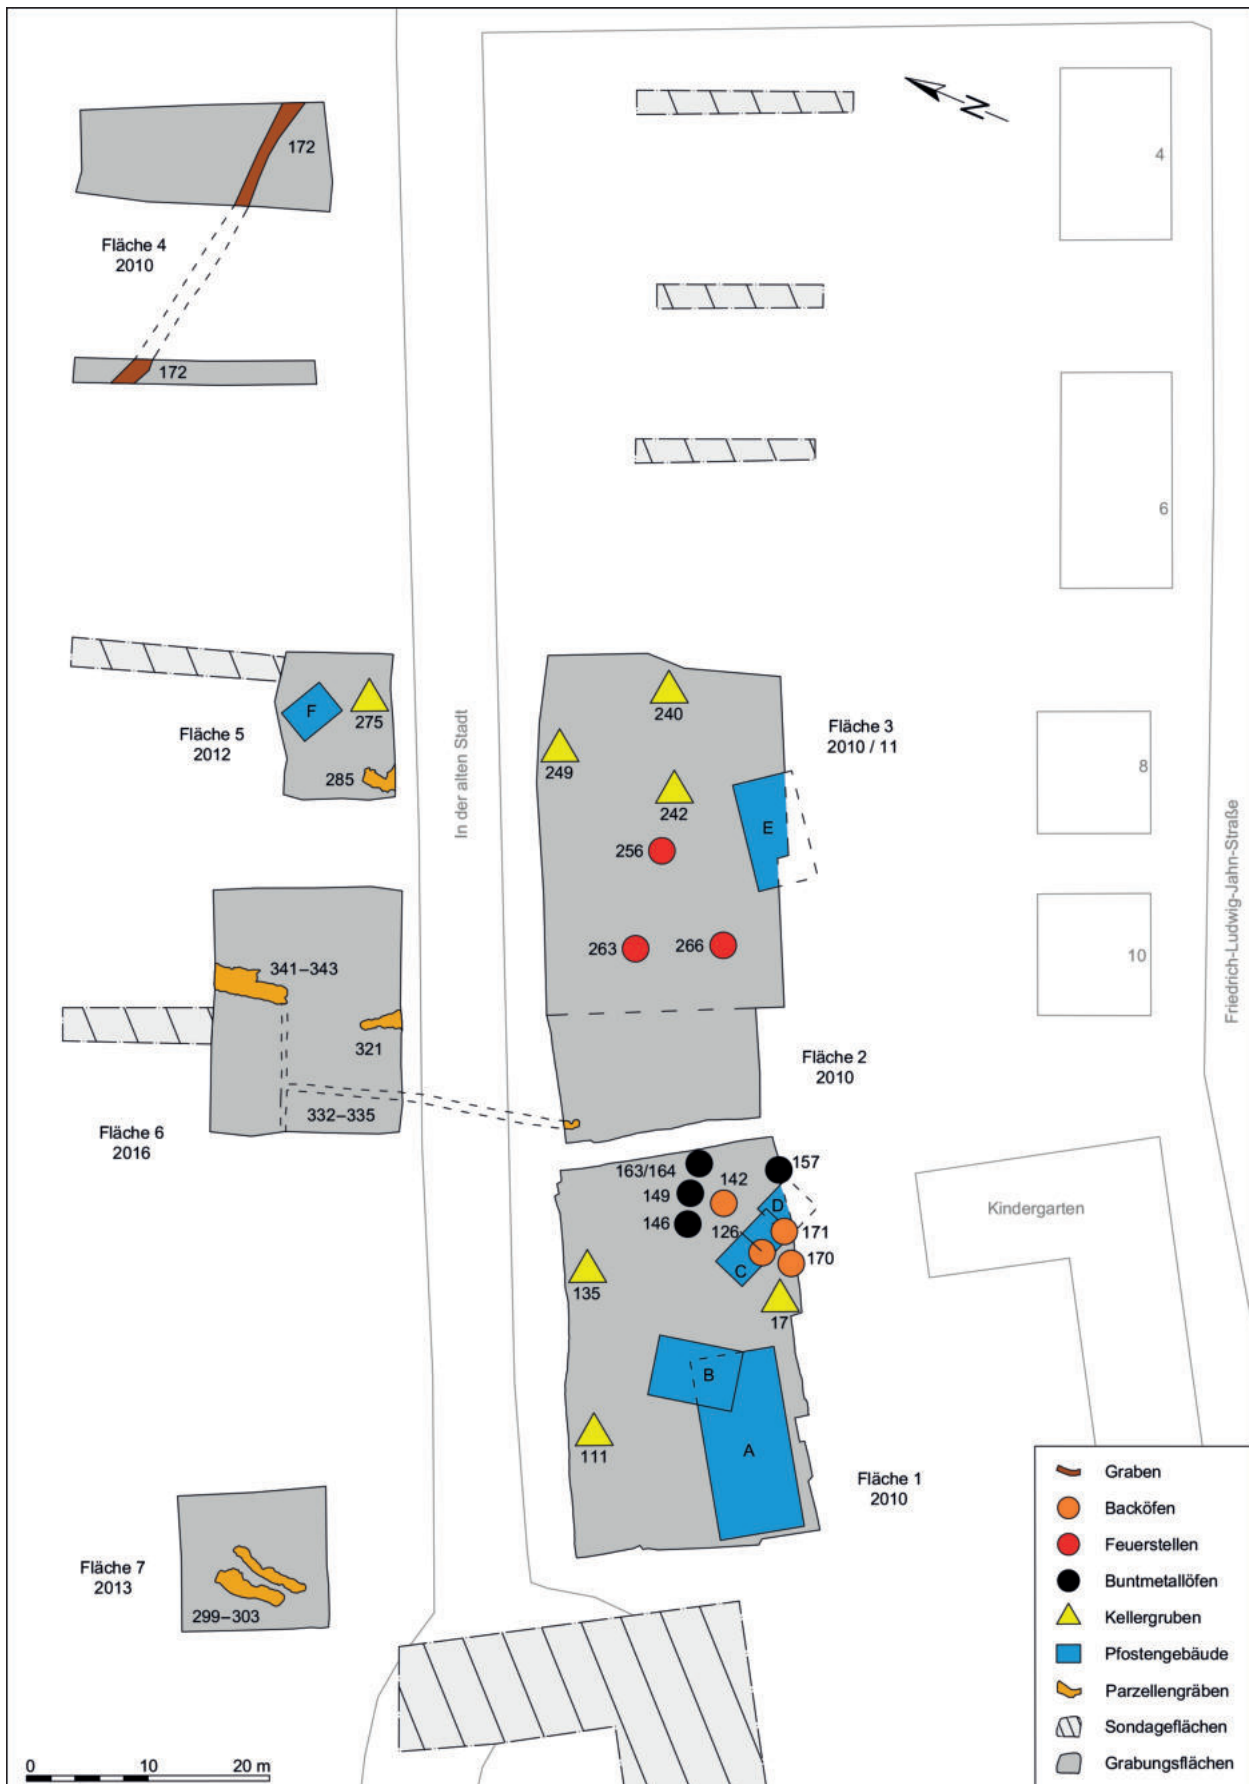 N
4
172
Fläche 4
2010
172
6
Fläche 5
2012
F
275
285
In der alten Stadt
240
249
242
256
E
263
266
Fläche 3
2010 / 11
8
10
Friedrich-Ludwig-Jahn-Straße
341–343
321
332–335
Fläche 6
2016
Fläche 2
2010
163/164
142
157
149
146
126
D
171
C
170
135
17
Kindergarten
B
A
111
Fläche 1
2010
Fläche 7
2013
299–303
Graben
Backöfen
Feuerstellen
Buntmetallöfen
Kellergruben
Pfostengebäude
Parzellengräben
Sondageflächen
Grabungsflächen
0 10 20 m